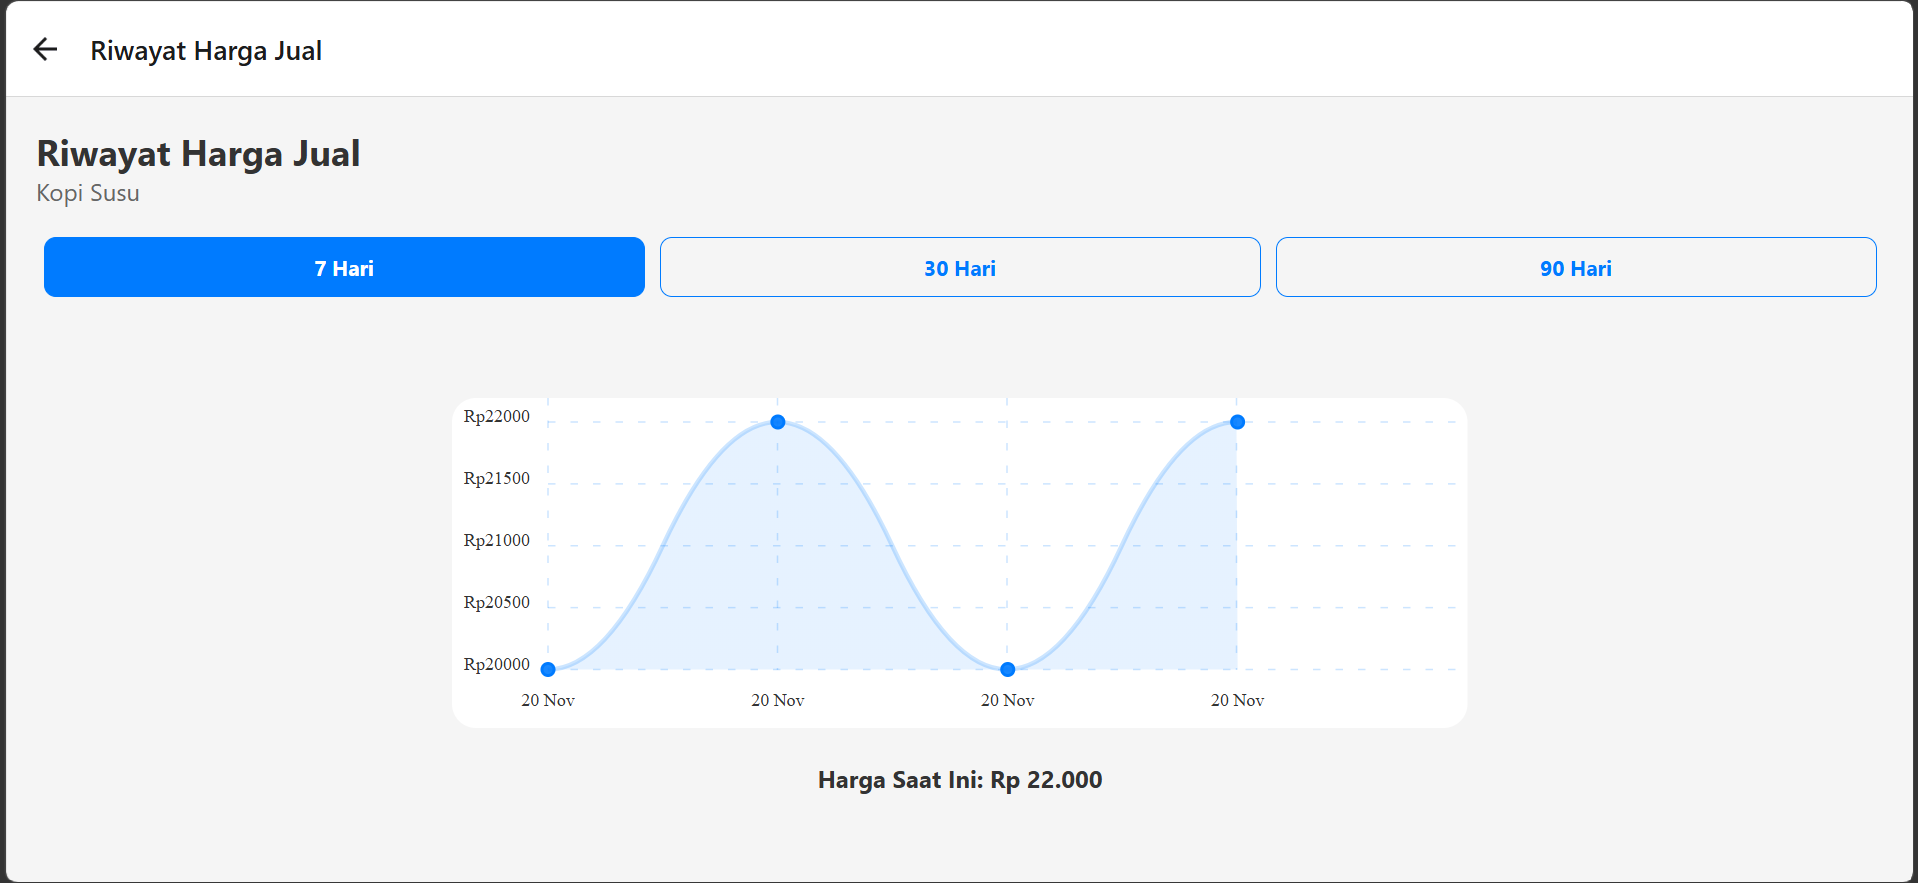 Riwayat Harga Jual
Riwayat Harga Jual
Kopi Susu
7 Hari
30 Hari
90 Hari
Rp22000
Rp21500
Rp21000
Rp20500
Rp20000
20 Nov
20 Nov
20 Nov
20 Nov
Harga Saat Ini: Rp 22.000